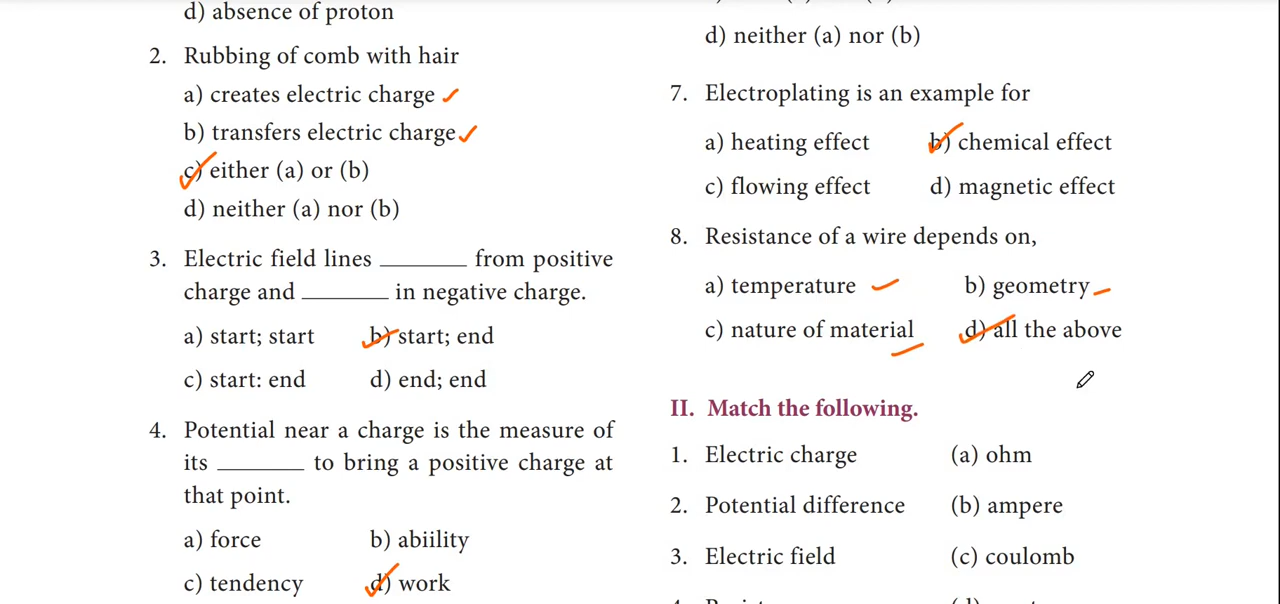 d) absence of proton
2. Rubbing of comb with hair
a) creates electric charge
b) transfers electric charge
c) either (a) or (b)
d) neither (a) nor (b)
3. Electric field lines ________ from positive
charge and ________ in negative charge.
a) start; start b) start; end
c) start: end d) end; end
4. Potential near a charge is the measure of
its ________ to bring a positive charge at
that point.
a) force b) abiility
c) tendency d) work
d) neither (a) nor (b)
7. Electroplating is an example for
a) heating effect b) chemical effect
c) flowing effect d) magnetic effect
8. Resistance of a wire depends on,
a) temperature b) geometry
c) nature of material d) all the above
II. Match the following.
1. Electric charge (a) ohm
2. Potential difference (b) ampere
3. Electric field (c) coulomb